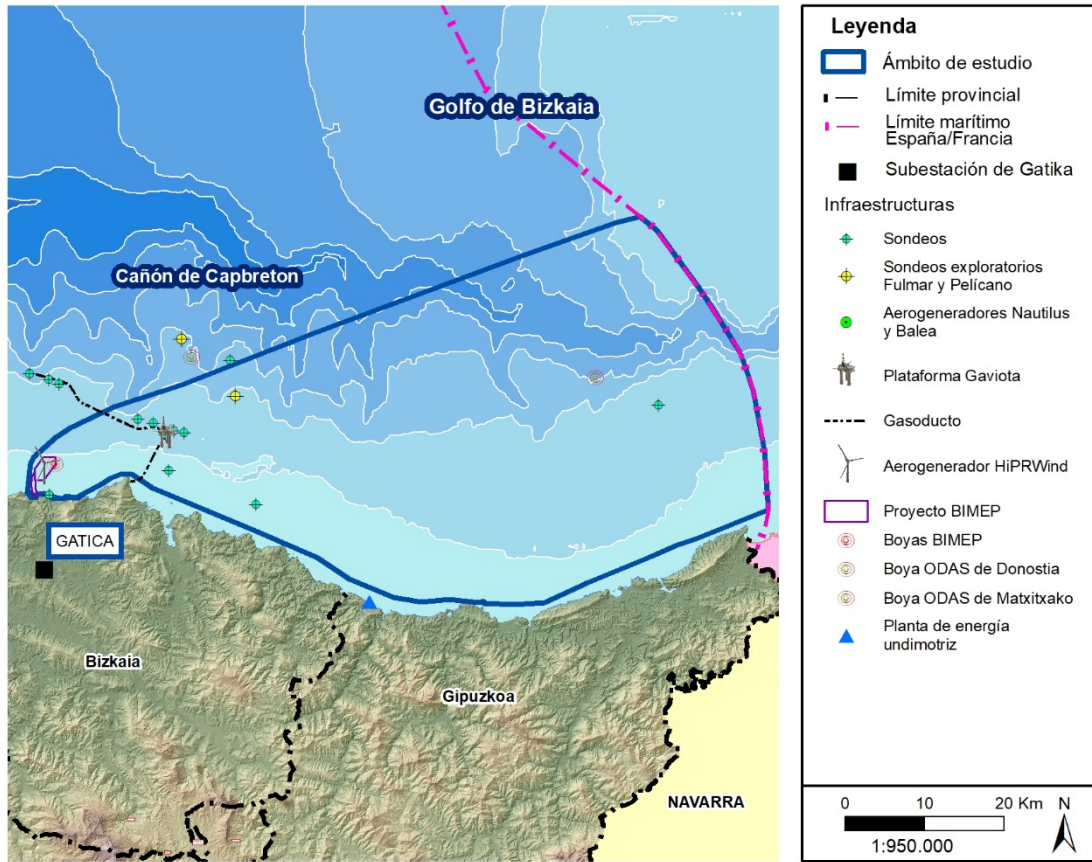 Golfo de Bizkaia
Cañón de Capbreton
GATICA
Bizkaia
Gipuzkoa
NAVARRA
Leyenda
Ámbito de estudio
Límite provincial
Límite marítimo
España/Francia
Subestación de Gatika
Infraestructuras
Sondeos
Sondeos exploratorios
Fulmar y Pelícano
Aerogeneradores Nautilus
y Balea
Plataforma Gaviota
Gasoducto
Aerogenerador HiPRWind
Proyecto BIMEP
Boyas BIMEP
Boya ODAS de Donostia
Boya ODAS de Matxitxako
Planta de energía
undimotriz
0 10 20 Km N
1:950.000